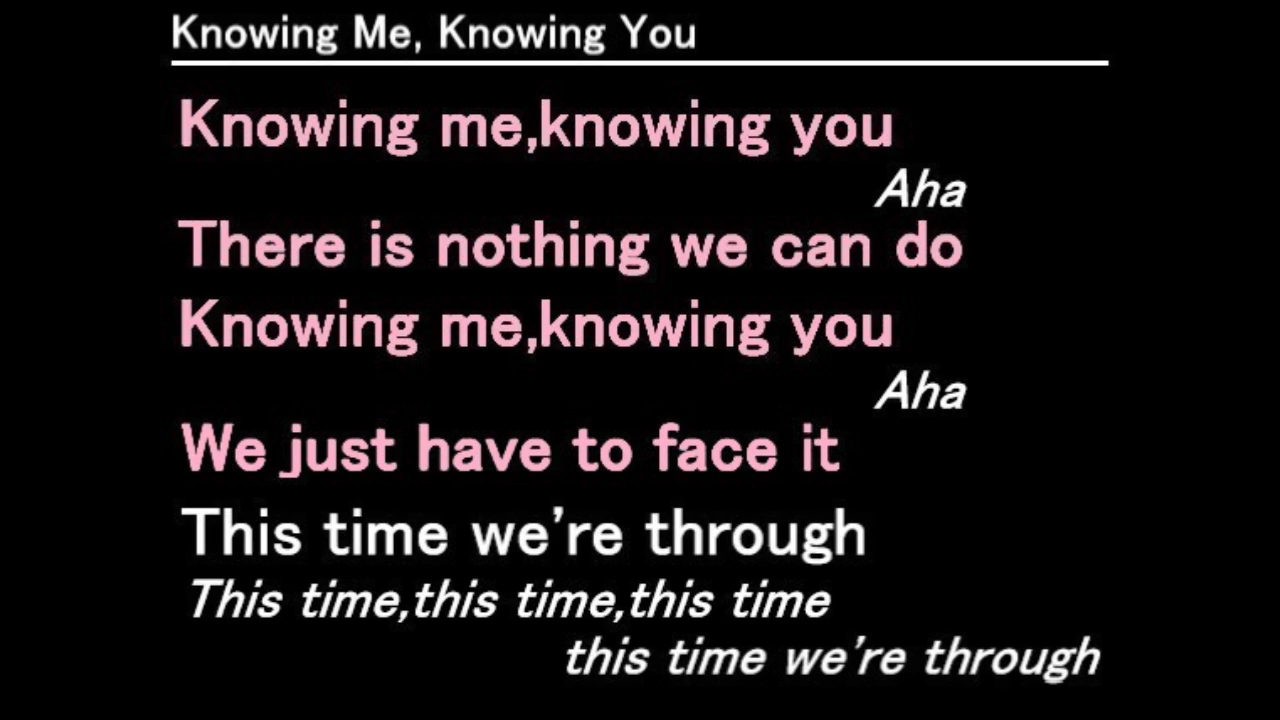 Knowing Me, Knowing You
Knowing me,knowing you
Aha
There is nothing we can do
Knowing me,knowing you
Aha
We just have to face it
This time we're through
This time,this time,this time
this time we're through